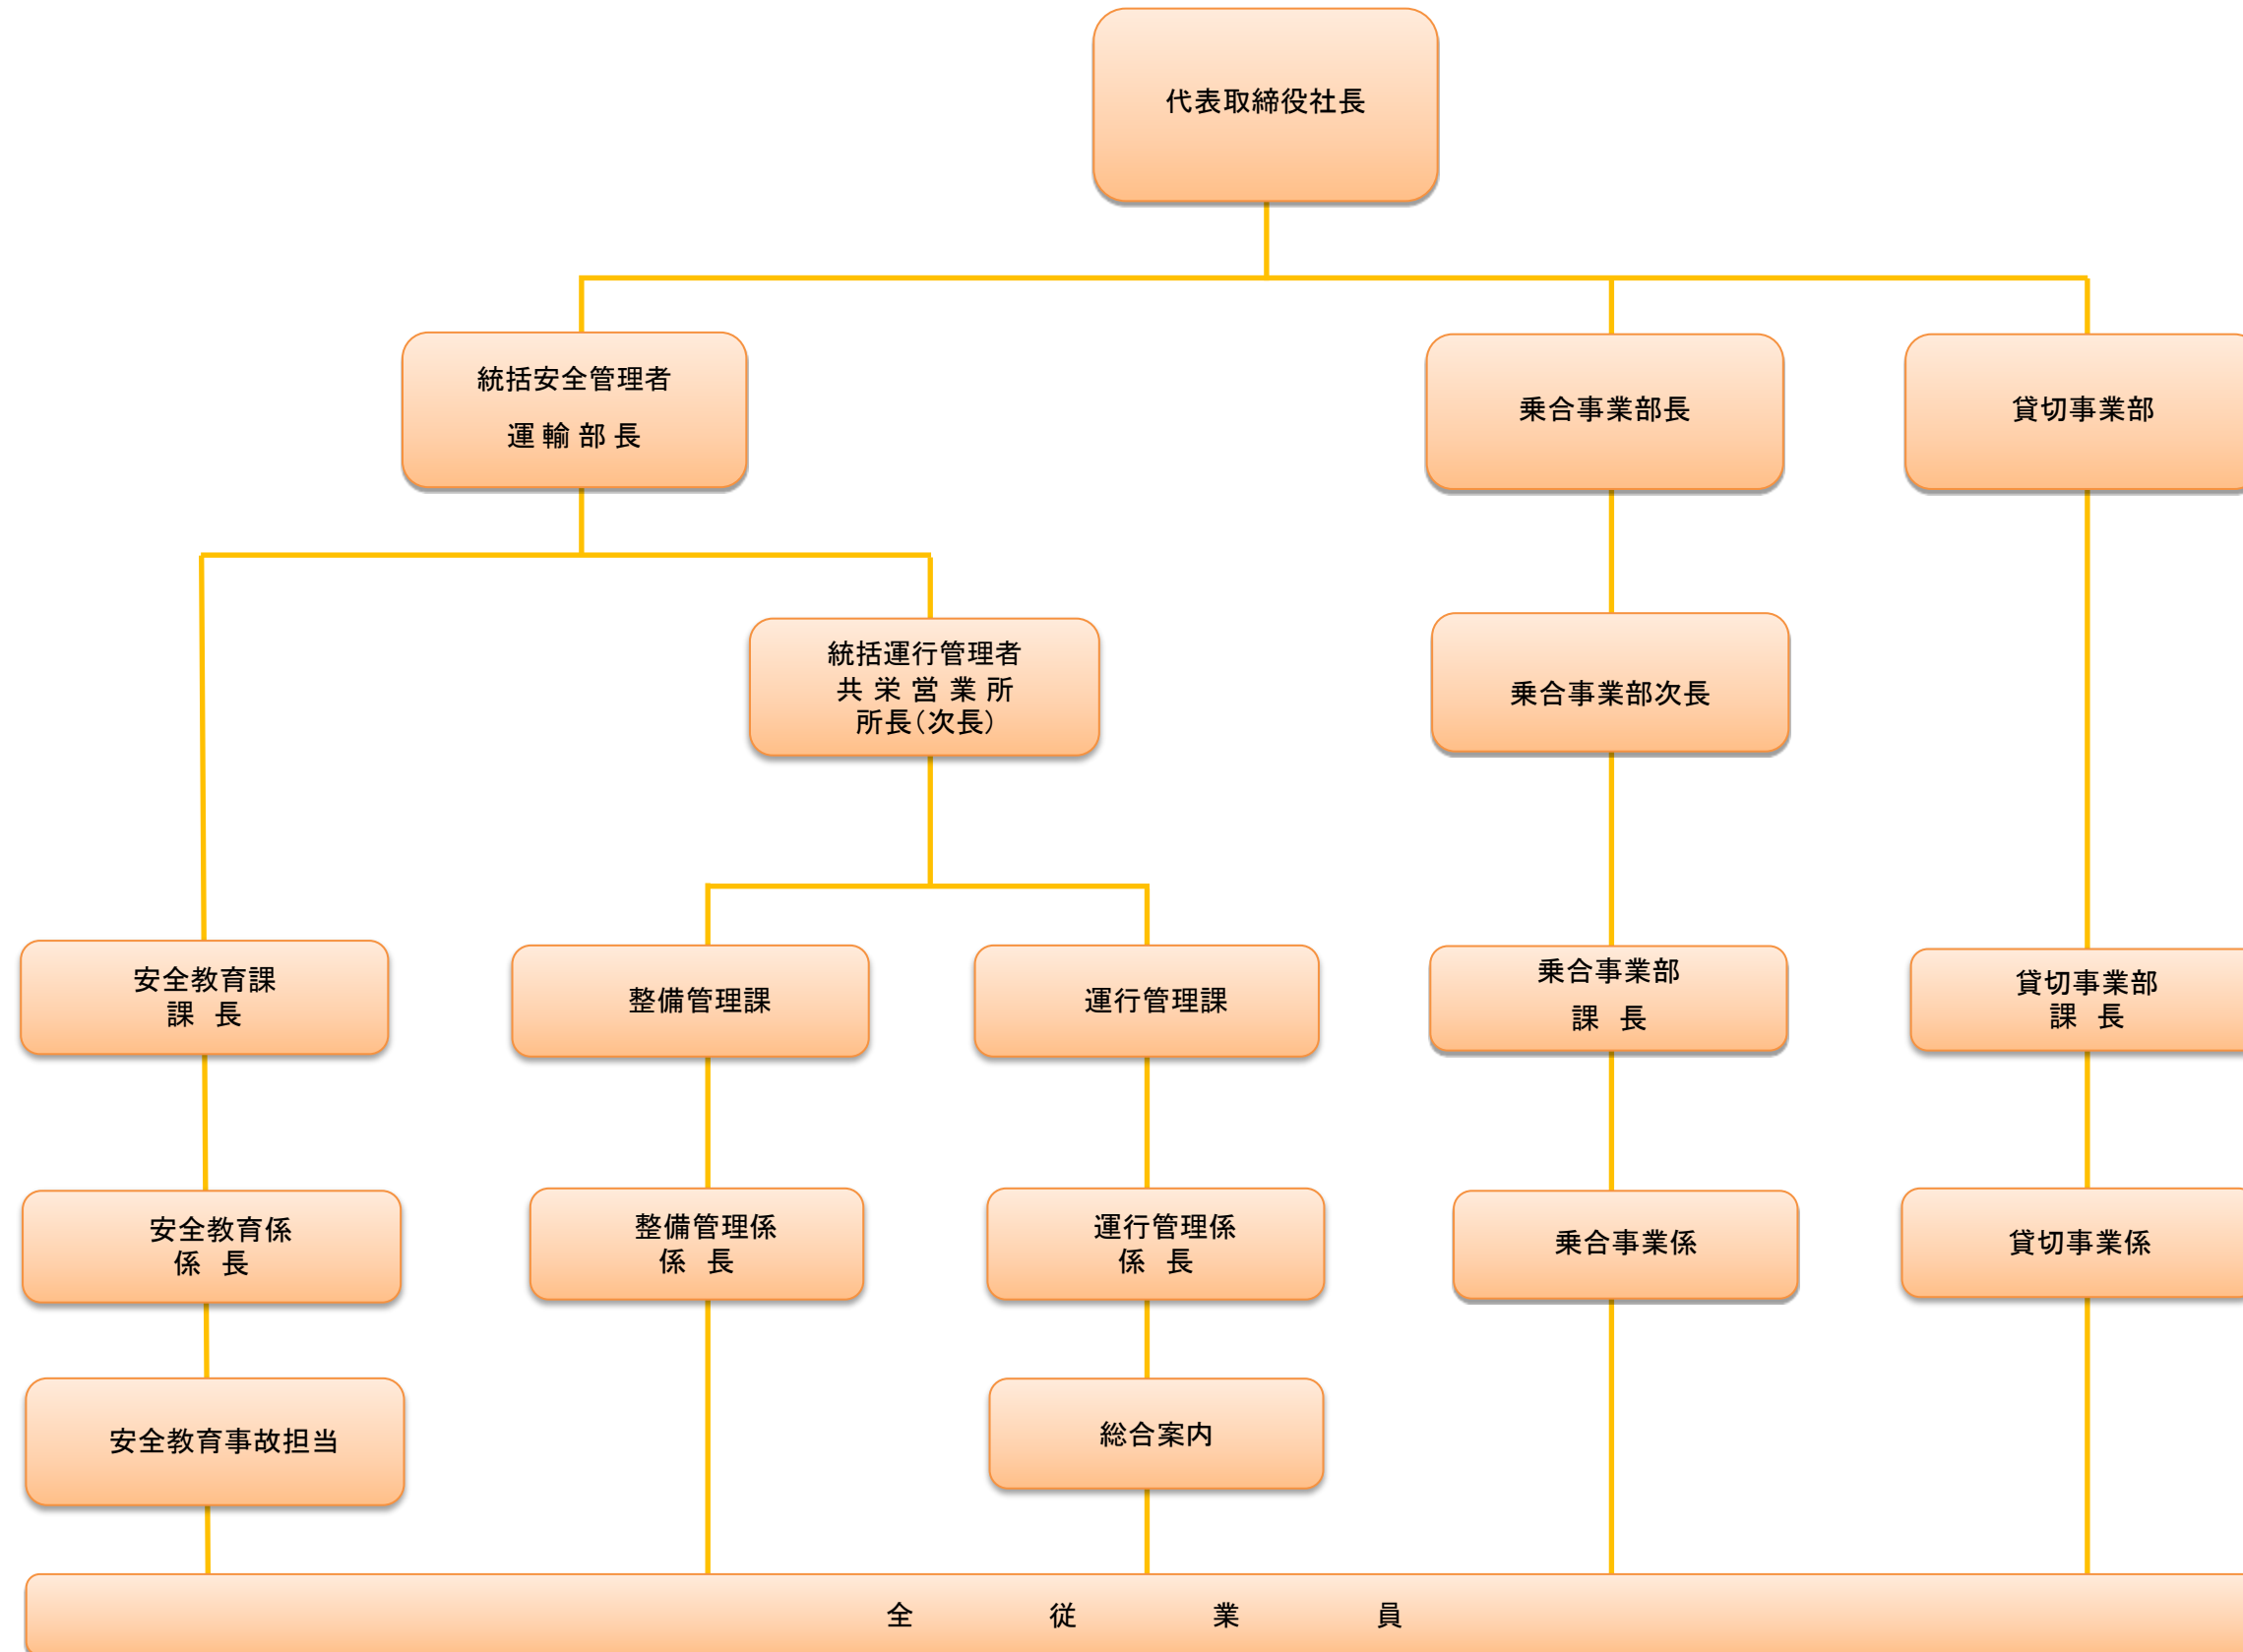 代表取締役社長
統括安全管理者
運 輸 部 長
乗合事業部長
貸切事業部
統括運行管理者
共 栄 営 業 所
所長(次長)
乗合事業部次長
安全教育課
課 長
整備管理課
運行管理課
乗合事業部
課 長
貸切事業部
課 長
安全教育係
係 長
整備管理係
係 長
運行管理係
係 長
乗合事業係
貸切事業係
安全教育事故担当
総合案内
全 従 業 員